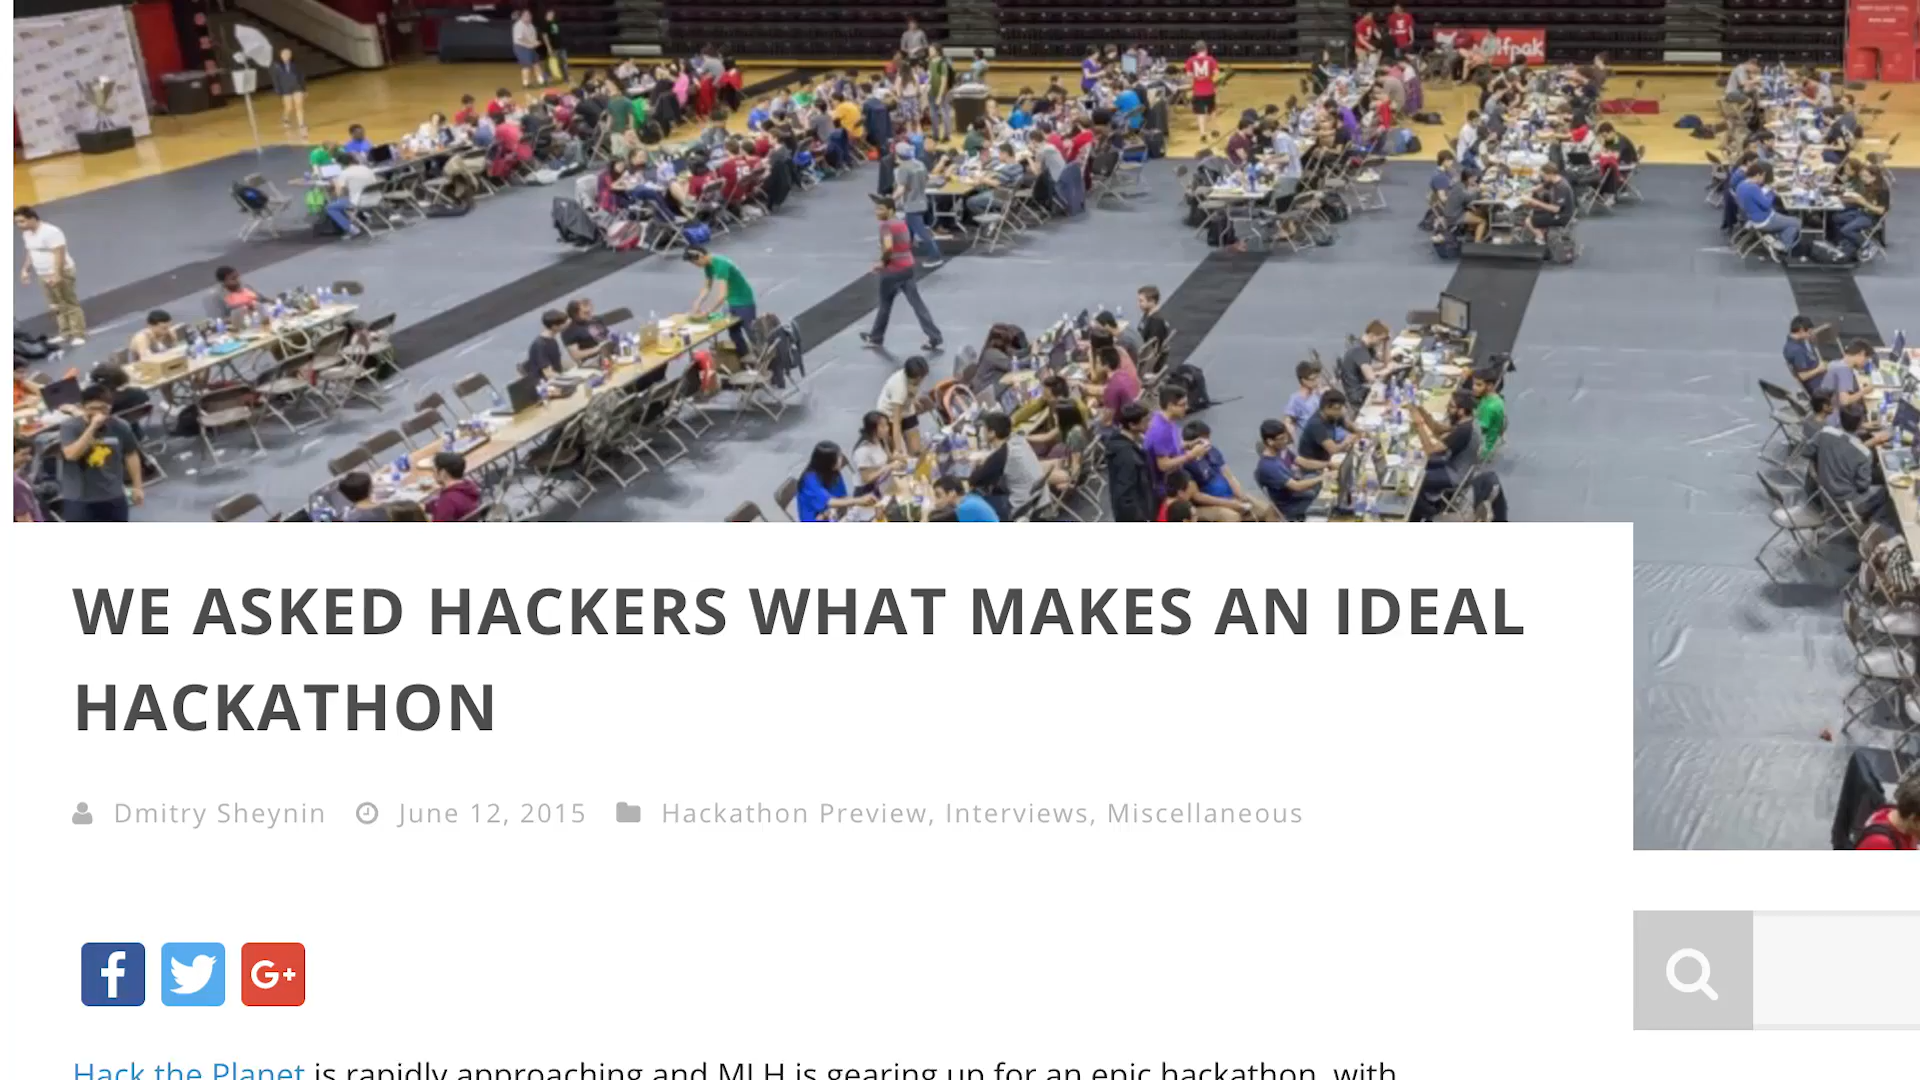 fpak
WE ASKED HACKERS WHAT MAKES AN IDEAL
HACKATHON
Dmitry Sheynin June 12, 2015 Hackathon Preview, Interviews, Miscellaneous
f G+
Hack the Planet is rapidly approaching and MLH is gearing up for an epic hackathon, with